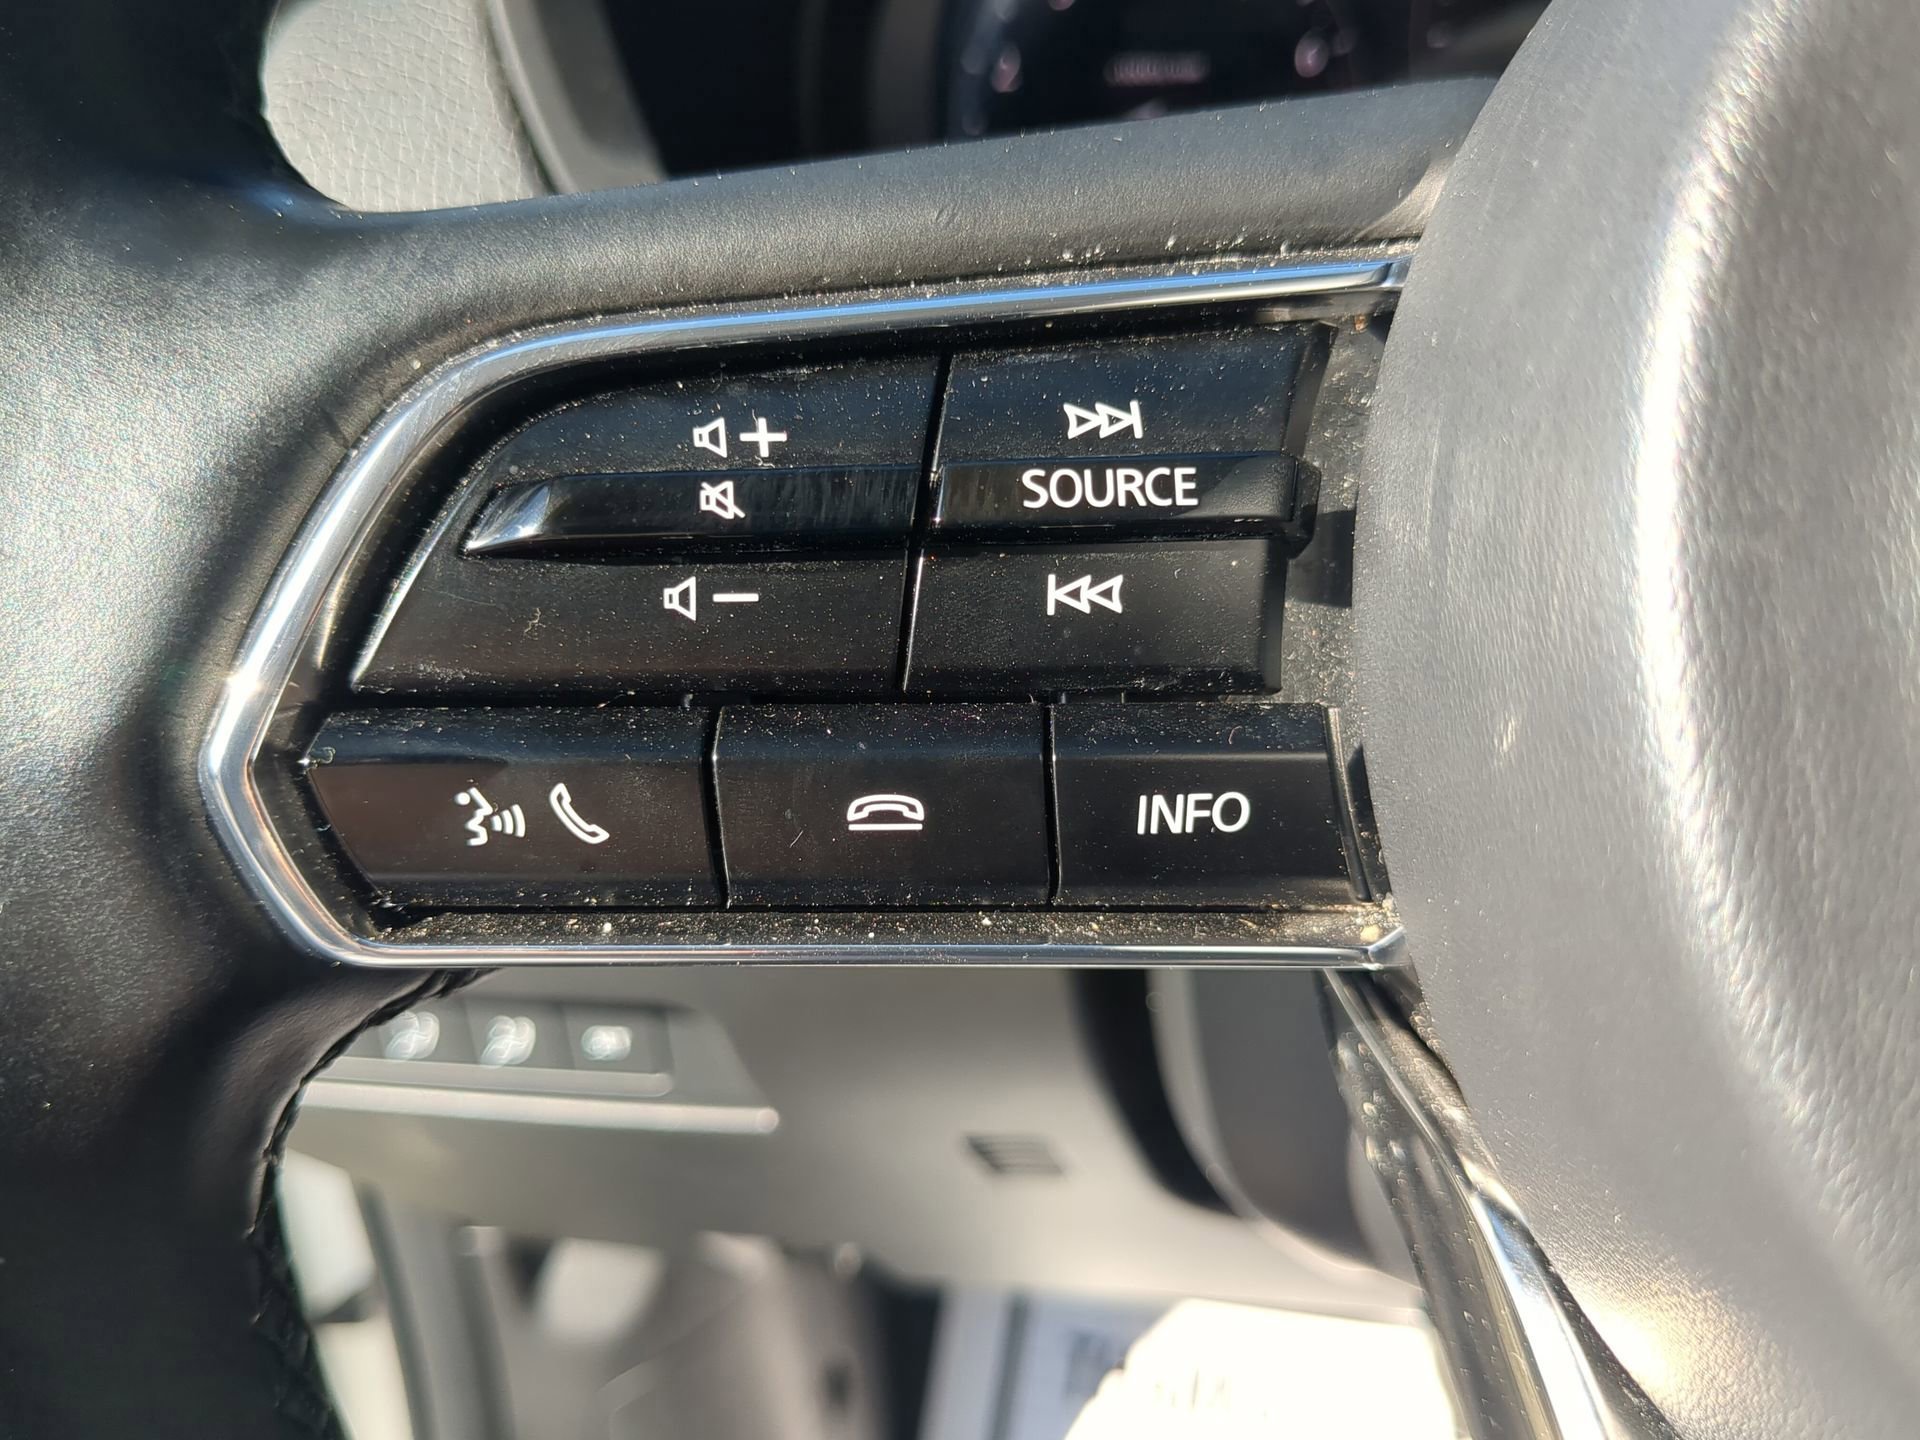 +
SOURCE
−
INFO